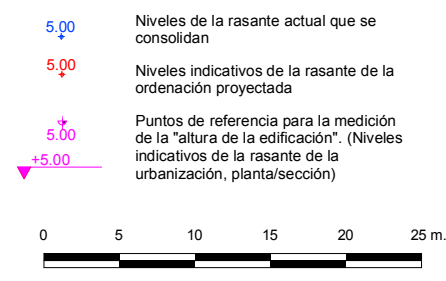 5.00
Niveles de la rasante actual que se
consolidan
5.00
Niveles indicativos de la rasante de la
ordenación proyectada
5.00
+5.00
Puntos de referencia para la medición
de la "altura de la edificación". (Niveles
indicativos de la rasante de la
urbanización, planta/sección)
0 5 10 15 20 25 m.